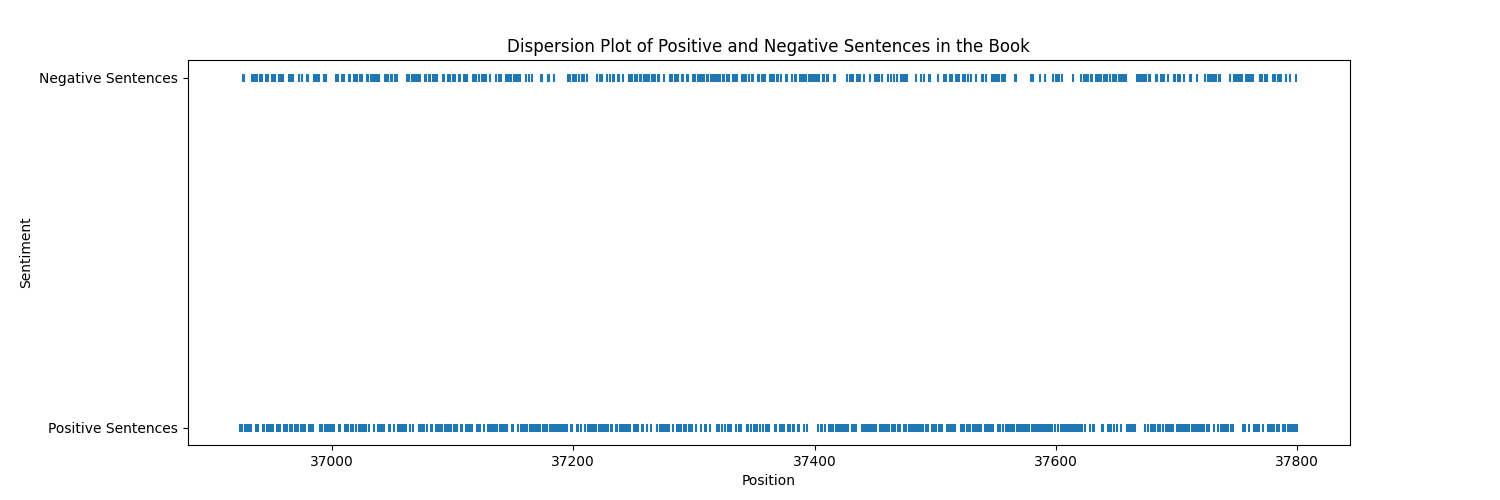 Dispersion Plot of Positive and Negative Sentences in the Book
Negative Sentences
Sentiment
Positive Sentences
37000 37200 37400 37600 37800
Position